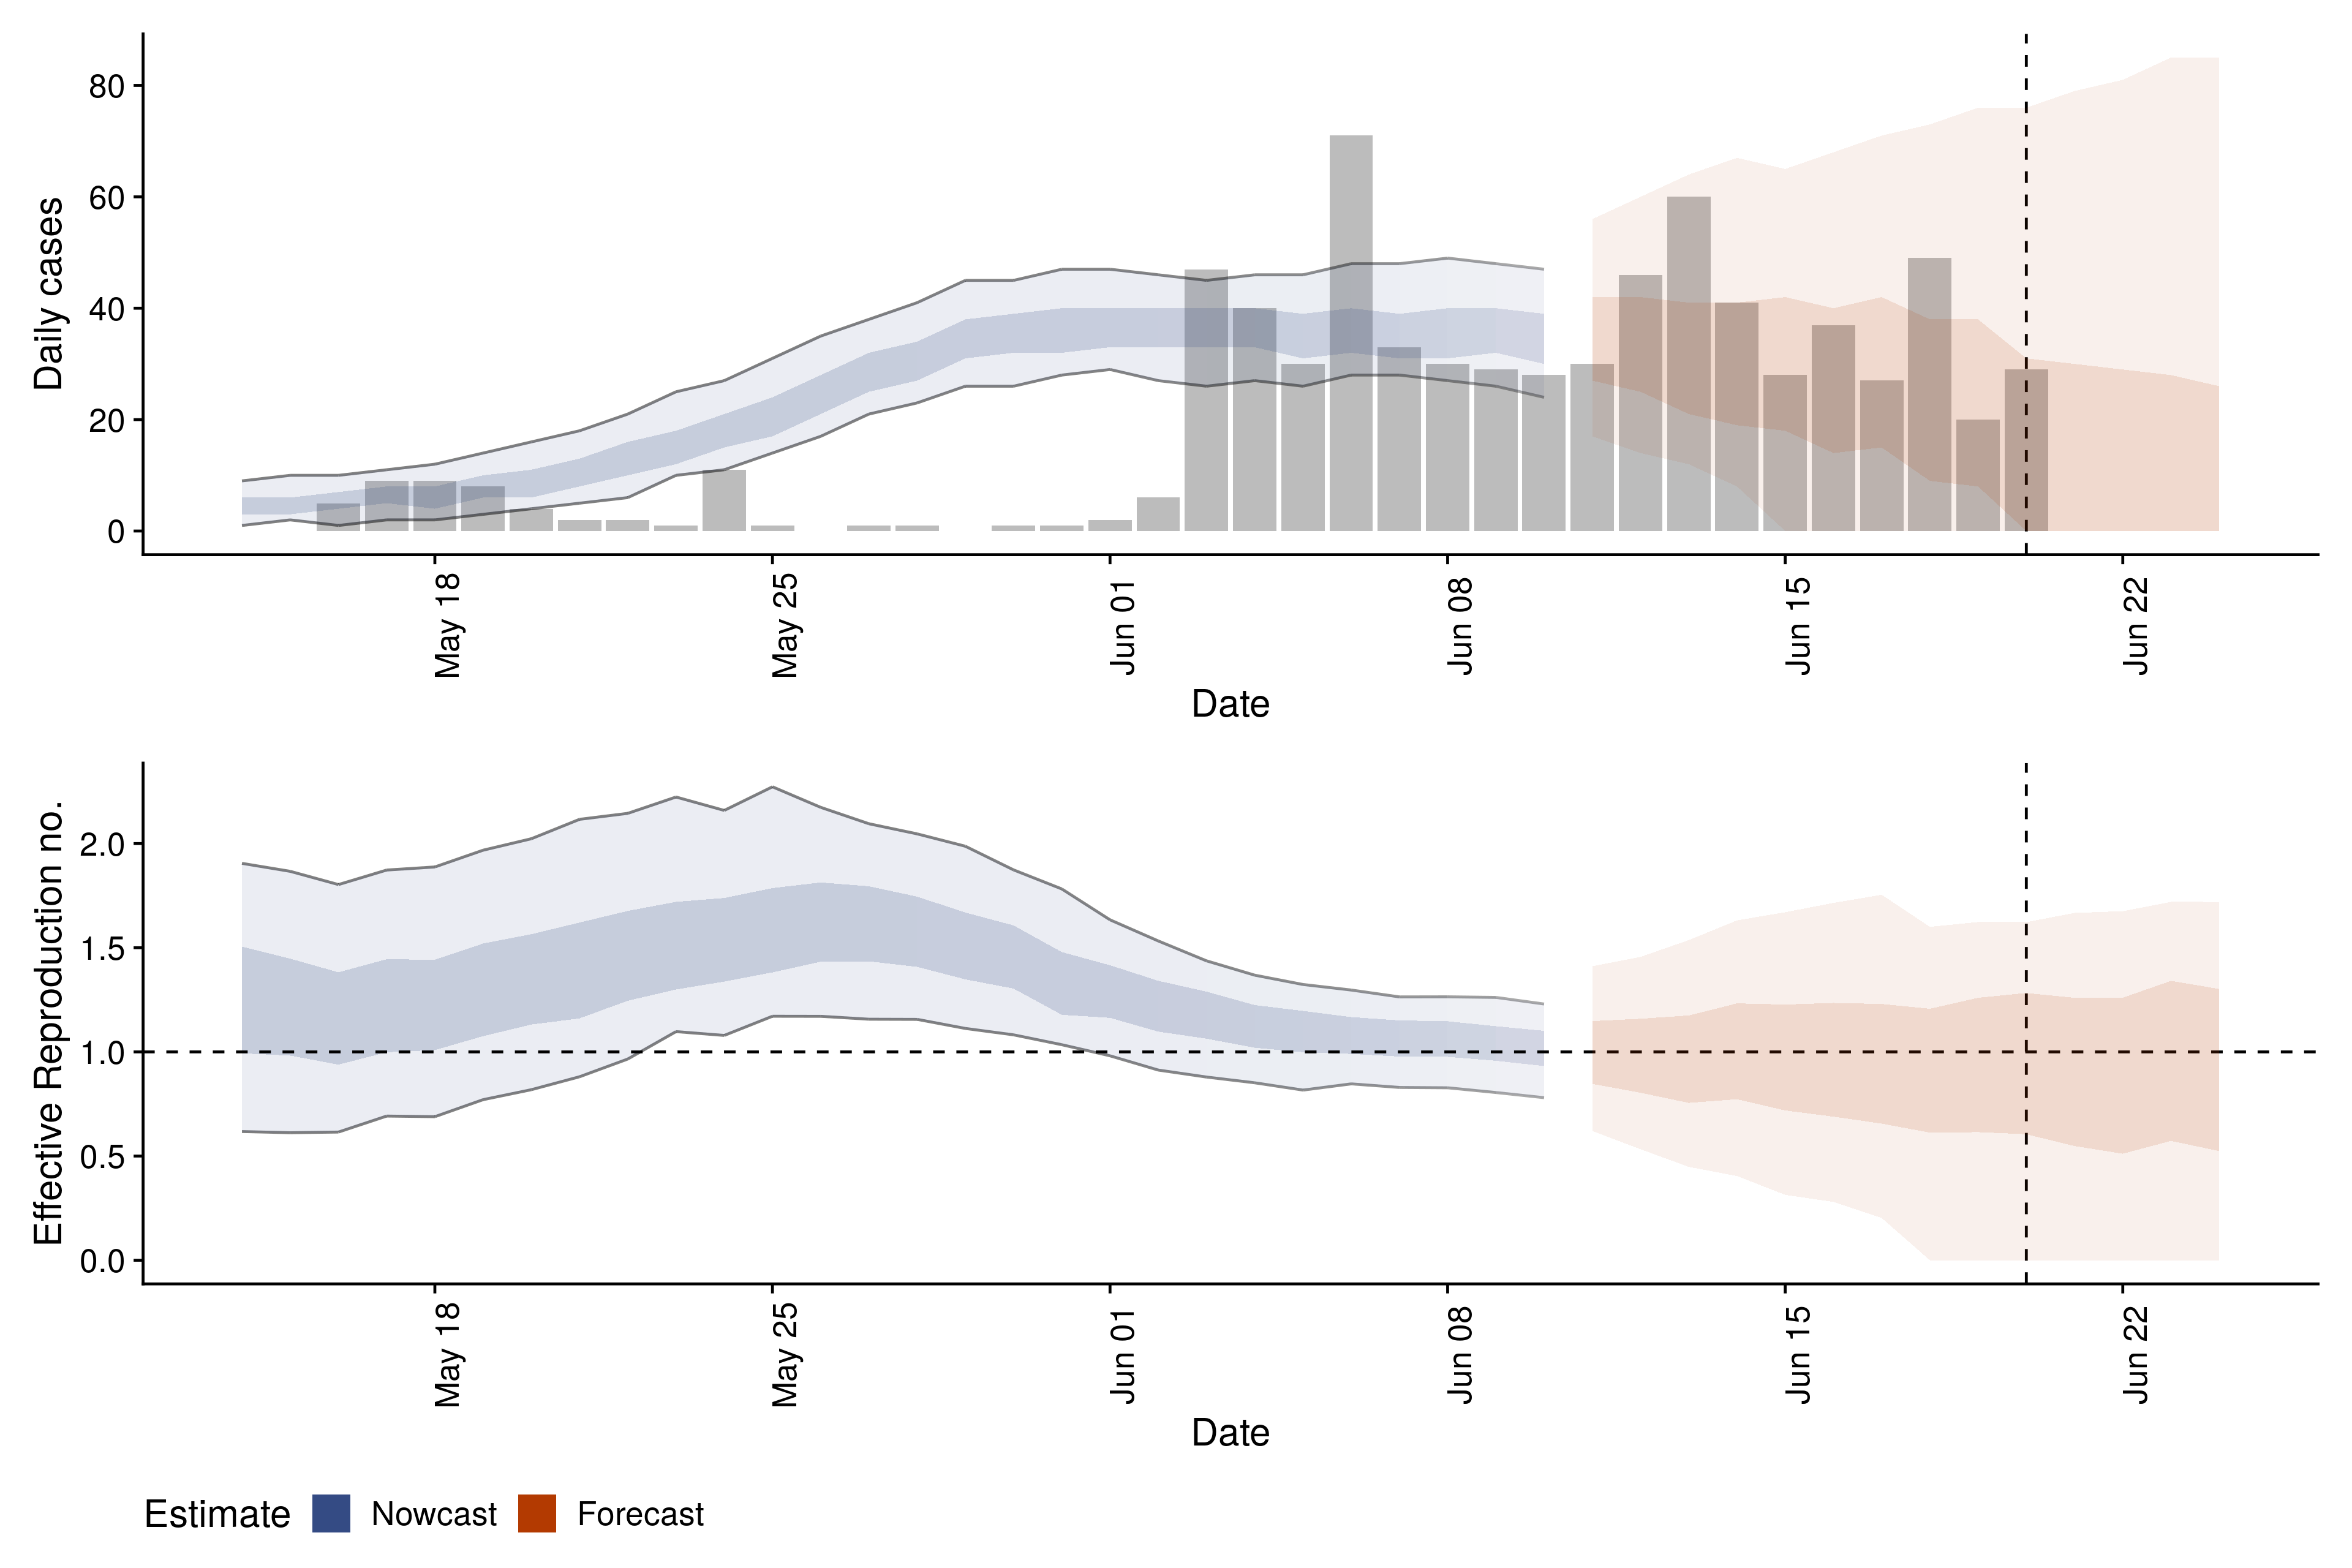 Daily cases
80
60
40
20
0
May 18
May 25
Jun 01
Jun 08
Jun 15
Jun 22
Date
Effective Reproduction no.
2.0
1.5
1.0
0.5
0.0
May 18
May 25
Jun 01
Jun 08
Jun 15
Jun 22
Date
Estimate Nowcast Forecast